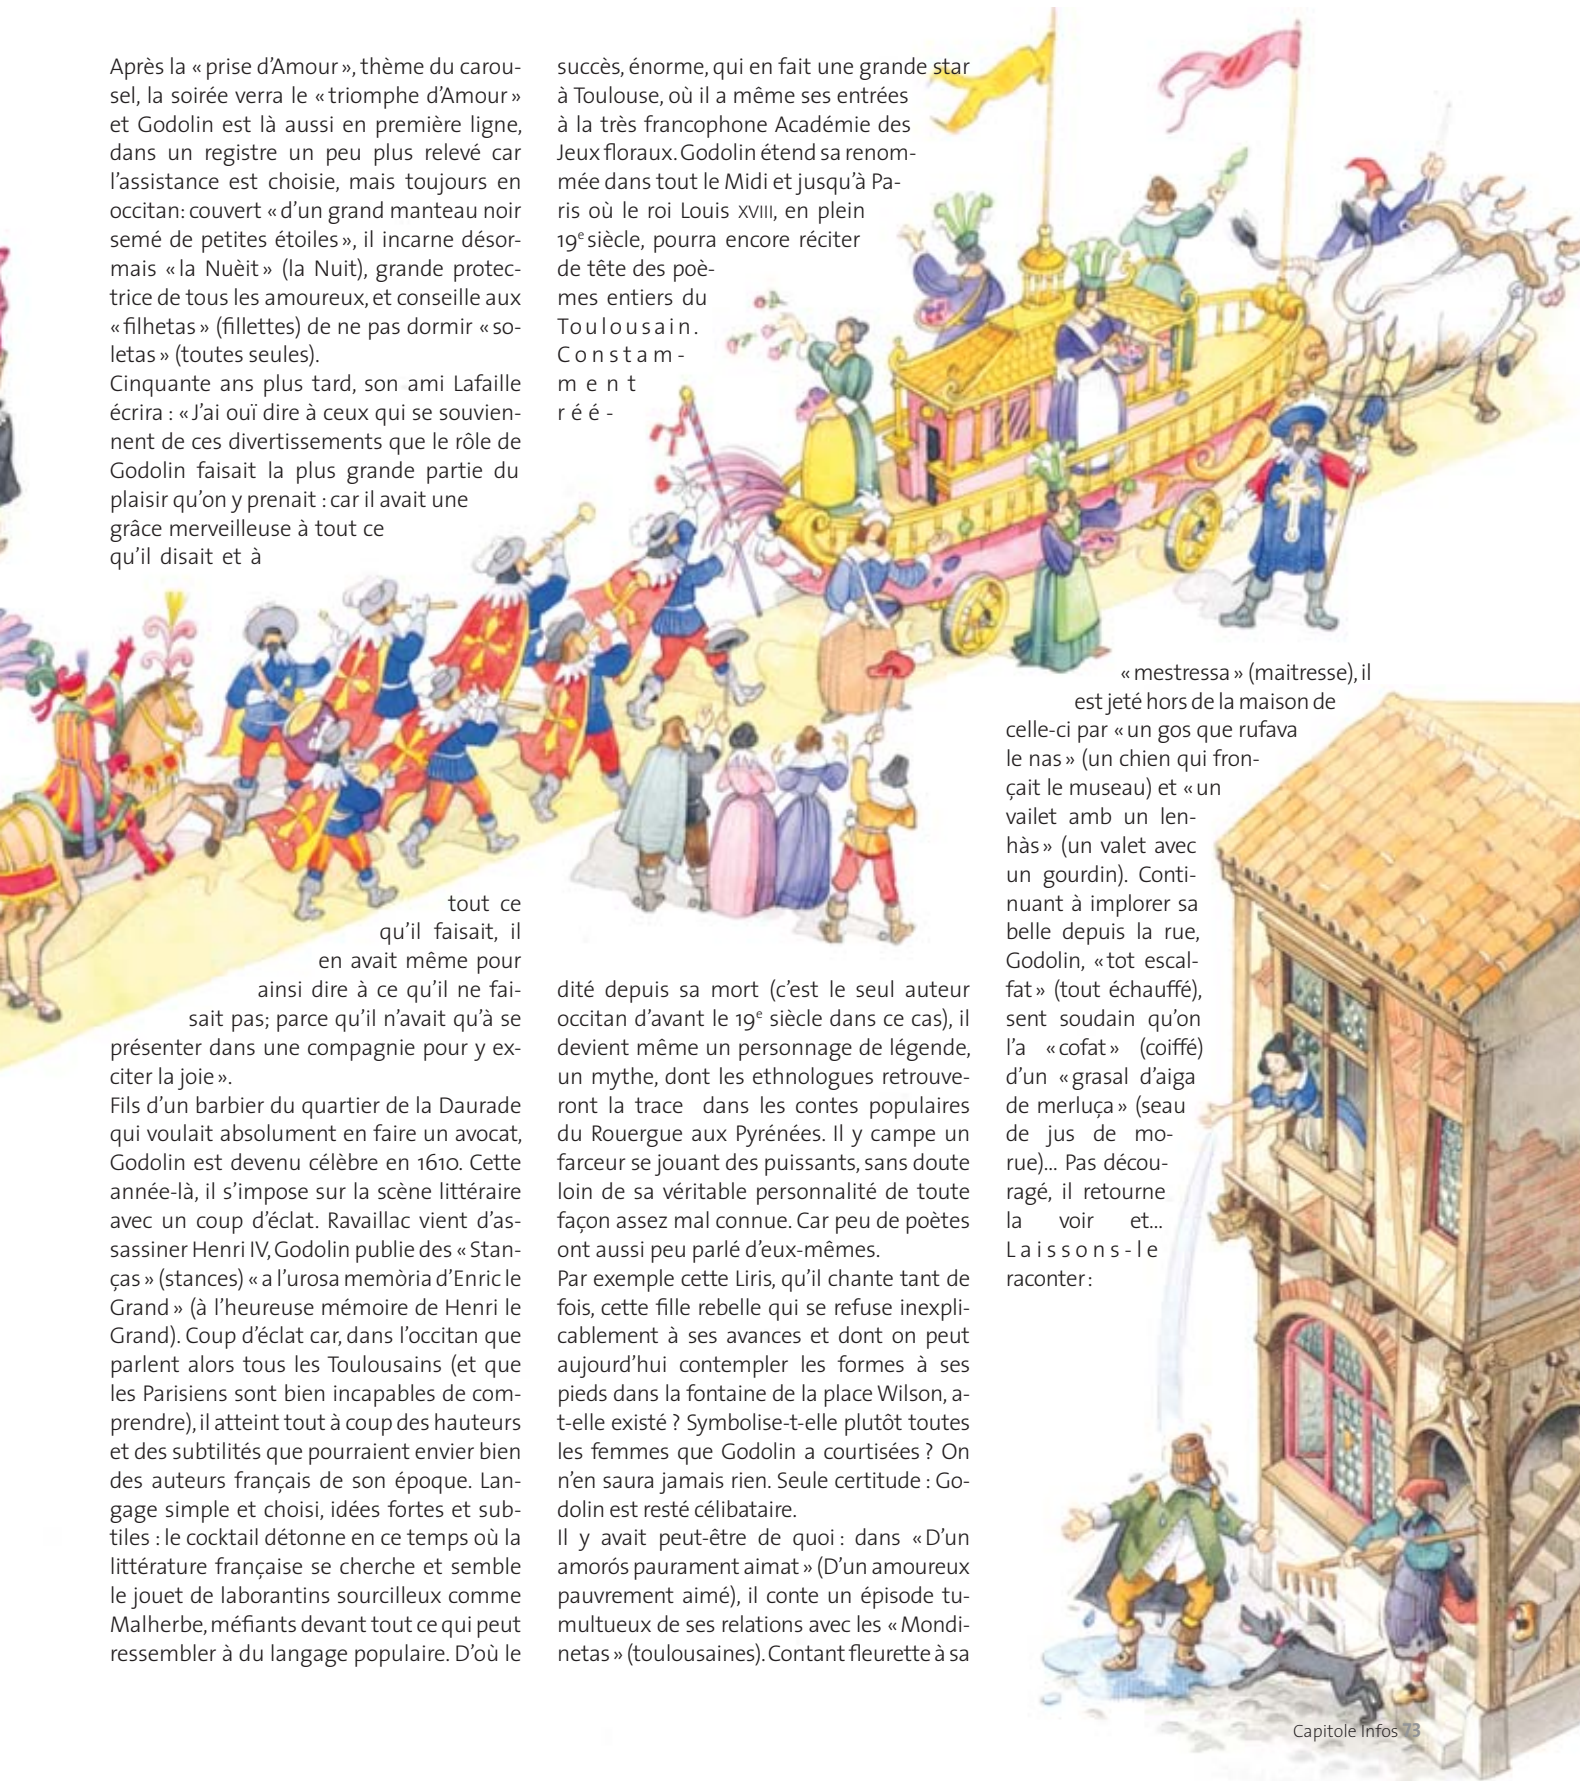 Après la « prise d'Amour », thème du carou-
sel, la soirée verra le « triomphe d'Amour »
et Godolin est là aussi en première ligne,
dans un registre un peu plus relevé car
l'assistance est choisie, mais toujours en
occitan: couvert « d'un grand manteau noir
semé de petites étoiles », il incarne désor-
mais « la Nuèit » (la Nuit), grande protec-
trice de tous les amoureux, et conseille aux
« filhetas » (fillettes) de ne pas dormir « so-
letas » (toutes seules).
Cinquante ans plus tard, son ami Lafaille
écrira : « J'ai ouï dire à ceux qui se souvien-
nent de ces divertissements que le rôle de
Godolin faisait la plus grande partie du
plaisir qu'on y prenait : car il avait une
grâce merveilleuse à tout ce
qu'il disait et à
tout ce
qu'il faisait, il
en avait même pour
ainsi dire à ce qu'il ne fai-
sait pas; parce qu'il n'avait qu'à se
présenter dans une compagnie pour y ex-
citer la joie ».
Fils d'un barbier du quartier de la Daurade
qui voulait absolument en faire un avocat,
Godolin est devenu célèbre en 1610. Cette
année-là, il s'impose sur la scène littéraire
avec un coup d'éclat. Ravaillac vient d'as-
sassiner Henri IV, Godolin publie des « Stan-
ças » (stances) « a l'urosa memòria d'Enric le
Grand » (à l'heureuse mémoire de Henri le
Grand). Coup d'éclat car, dans l'occitan que
parlent alors tous les Toulousains (et que
les Parisiens sont bien incapables de com-
prendre), il atteint tout à coup des hauteurs
et des subtilités que pourraient envier bien
des auteurs français de son époque. Lan-
gage simple et choisi, idées fortes et sub-
tiles : le cocktail détonne en ce temps où la
littérature française se cherche et semble
le jouet de laborantins sourcilleux comme
Malherbe, méfiants devant tout ce qui peut
ressembler à du langage populaire. D'où le
succès, énorme, qui en fait une grande star
à Toulouse, où il a même ses entrées
à la très francophone Académie des
Jeux floraux. Godolin étend sa renom-
mée dans tout le Midi et jusqu'à Pa-
ris où le roi Louis XVIII, en plein
19e siècle, pourra encore réciter
de tête des poè-
mes entiers du
Toulousain.
Constam-
ment
réé-
dité depuis sa mort (c'est le seul auteur
occitan d'avant le 19e siècle dans ce cas), il
devient même un personnage de légende,
un mythe, dont les ethnologues retrouve-
ront la trace dans les contes populaires
du Rouergue aux Pyrénées. Il y campe un
farceur se jouant des puissants, sans doute
loin de sa véritable personnalité de toute
façon assez mal connue. Car peu de poètes
ont aussi peu parlé d'eux-mêmes.
Par exemple cette Liris, qu'il chante tant de
fois, cette fille rebelle qui se refuse inexpli-
cablement à ses avances et dont on peut
aujourd'hui contempler les formes à ses
pieds dans la fontaine de la place Wilson, a-
t-elle existé ? Symbolise-t-elle plutôt toutes
les femmes que Godolin a courtisées ? On
n'en saura jamais rien. Seule certitude : Go-
dolin est resté célibataire.
Il y avait peut-être de quoi : dans « D'un
amorós paurament aimat » (D'un amoureux
pauvrement aimé), il conte un épisode tu-
multueux de ses relations avec les « Mondi-
netas » (toulousaines). Contant fleurette à sa
« mestressa » (maitresse), il
est jeté hors de la maison de
celle-ci par « un gos que rufava
le nas » (un chien qui fron-
çait le museau) et « un
vailet amb un len-
hàs » (un valet avec
un gourdin). Conti-
nuant à implorer sa
belle depuis la rue,
Godolin, « tot escal-
fat » (tout échauffé),
sent soudain qu'on
l'a « cofat » (coiffé)
d'un « grasal d'aiga
de merluça » (seau
de jus de mo-
rue)... Pas décou-
ragé, il retourne
la voir et...
Laissons-le
raconter :
Capitole Infos 73